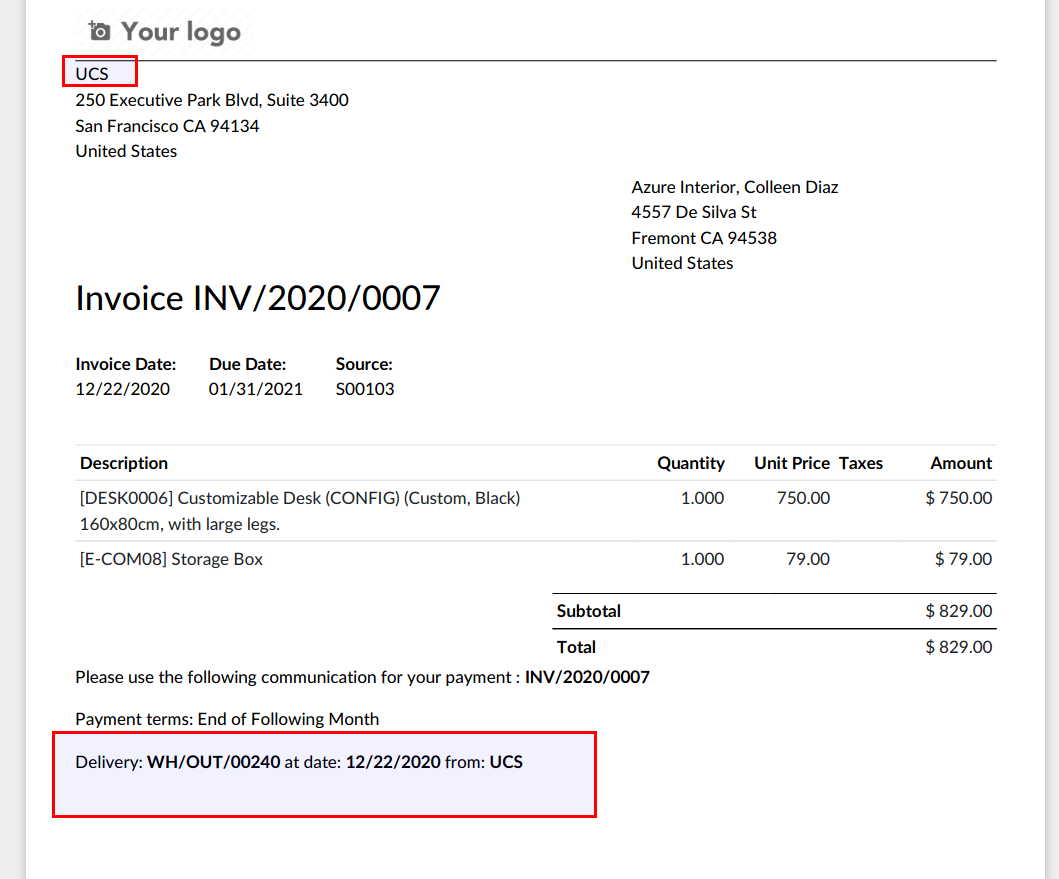 Your logo
UCS
250 Executive Park Blvd, Suite 3400
San Francisco CA 94134
United States
Azure Interior, Colleen Diaz
4557 De Silva St
Fremont CA 94538
United States
Invoice INV/2020/0007
Invoice Date: Due Date: Source:
12/22/2020 01/31/2021 S00103
Description Quantity Unit Price Taxes Amount
[DESK0006] Customizable Desk (CONFIG) (Custom, Black) 1.000 750.00 $ 750.00
160x80cm, with large legs.
[E-COM08] Storage Box 1.000 79.00 $ 79.00
Subtotal $ 829.00
Total $ 829.00
Please use the following communication for your payment : INV/2020/0007
Payment terms: End of Following Month
Delivery: WH/OUT/00240 at date: 12/22/2020 from: UCS